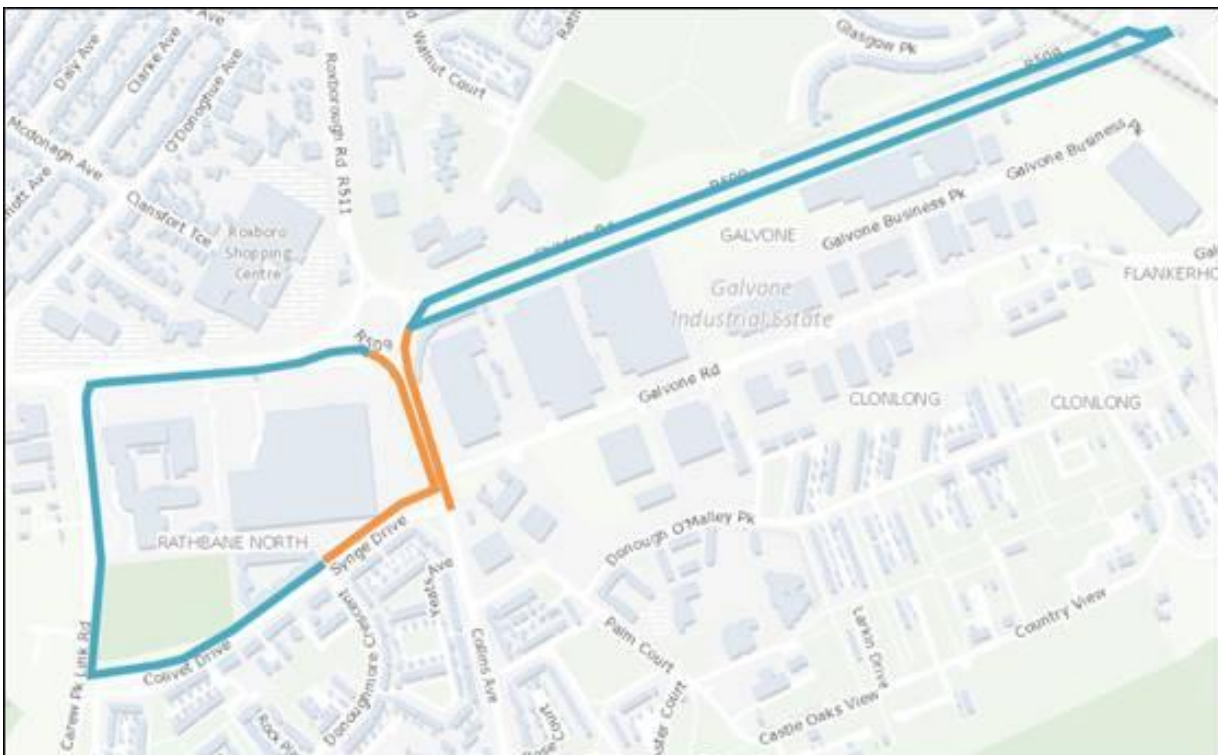 Daly Ave
Clarke Ave
O'Donoghue Ave
Mcdonagh Ave
Clansfort Tce
Roxborough Rd R511
Walnut Court
Glasgow Pk
R509
Roxboro
Shopping
Centre
GALVONE
Galvone Business Pk
Galvone Business
Galvone
Industrial Estate
FLANKERHO
R509
Galvone Rd
CLONLONG
CLONLONG
RATHBANE NORTH
Synge Drive
Donough O'Malley Pk
Yeats Ave
Collins Ave
Carew Pk Link Rd
Colivet Drive
Donoughmore Crescent
Palm Court
Larkin Drive
Country View
Castle Oaks View